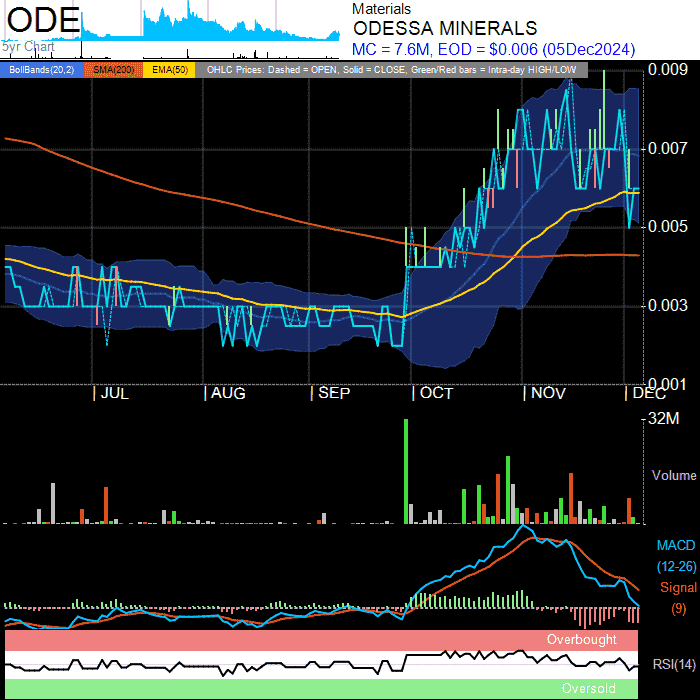 ODE
5yr Chart
Materials
ODESSA MINERALS
MC = 7.6M, EOD = $0.006 (05Dec2024)
BollBands(20,2) SMA(200) EMA(50) OHLC Prices: Dashed = OPEN, Solid = CLOSE, Green/Red bars = Intra-day HIGH/LOW
0.009
0.007
0.005
0.003
0.001
JUL AUG SEP OCT NOV DEC
32M
Volume
MACD
(12-26)
Signal
(9)
Overbought
RSI(14)
Oversold